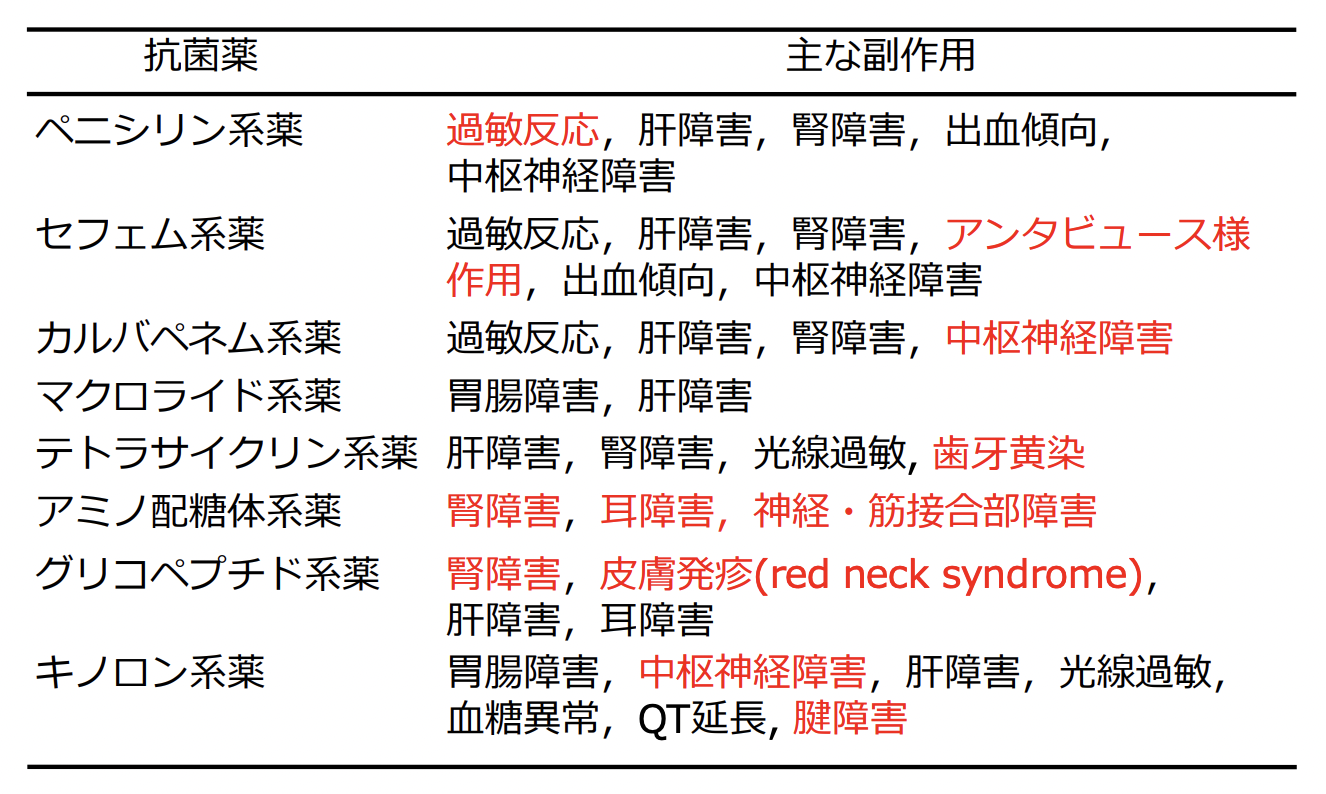 抗菌薬 主な副作用
ペニシリン系薬 過敏反応，肝障害，腎障害，出血傾向，
中枢神経障害
セフェム系薬 過敏反応，肝障害，腎障害，アンタビュース様
作用，出血傾向，中枢神経障害
カルバペネム系薬 過敏反応，肝障害，腎障害，中枢神経障害
マクロライド系薬 胃腸障害，肝障害
テトラサイクリン系薬 肝障害，腎障害，光線過敏, 歯牙黄染
アミノ配糖体系薬 腎障害，耳障害，神経・筋接合部障害
グリコペプチド系薬 腎障害，皮膚発疹(red neck syndrome)，
肝障害，耳障害
キノロン系薬 胃腸障害，中枢神経障害，肝障害，光線過敏，
血糖異常，QT延長, 腱障害